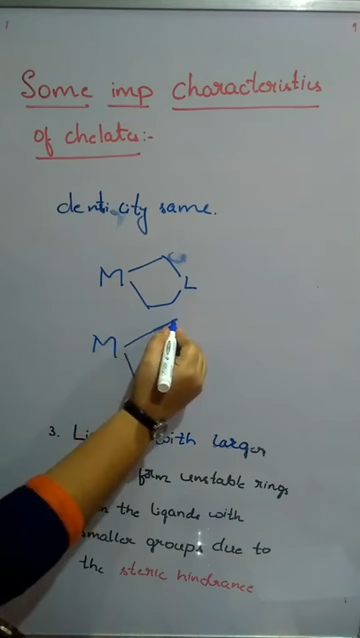 Some imp characteristics
of chelates:-
denticity same.
M
L
M
3. with larger
form unstable rings
the ligands with
smaller groups due to
the steric hindrance